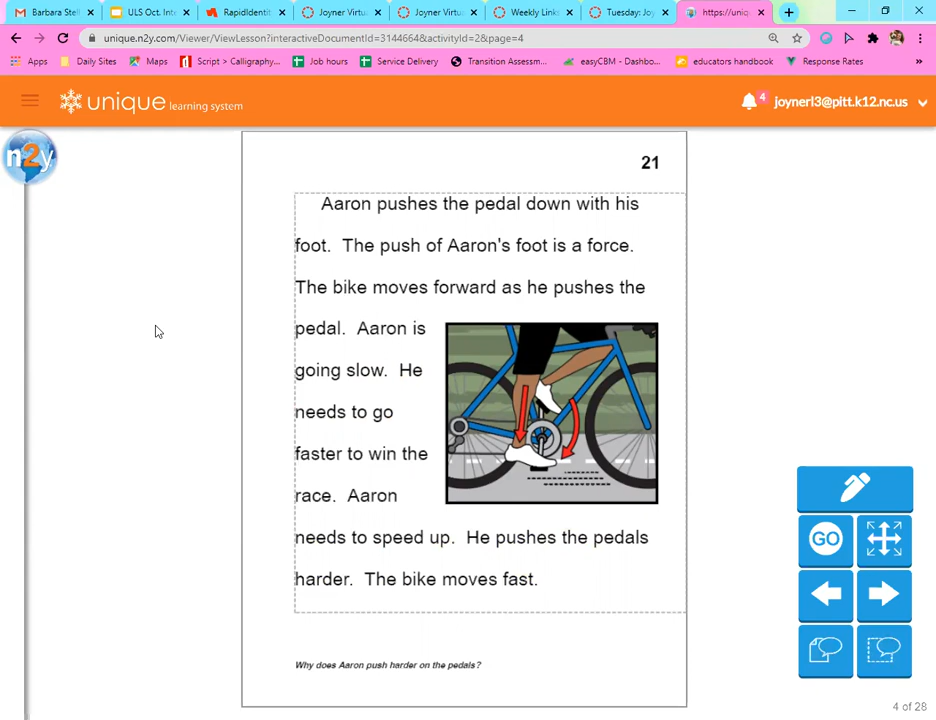 Barbara Stell
ULS Oct. Inte
RapidIdentit
Joyner Virtu
Joyner Virtu
Weekly Links
Tuesday: Joy
https://uniq
unique.n2y.com/Viewer/ViewLesson?interactiveDocumentId=3144664&activityId=2&page=4
Apps
Daily Sites
Maps
Script > Calligraphy...
Job hours
Service Delivery
Transition Assessm...
easyCBM - Dashbo...
educators handbook
Response Rates
unique learning system
4
joynerl3@pitt.k12.nc.us
n2y
21
Aaron pushes the pedal down with his
foot. The push of Aaron's foot is a force.
The bike moves forward as he pushes the
pedal. Aaron is
going slow. He
needs to go
faster to win the
race. Aaron
needs to speed up. He pushes the pedals
harder. The bike moves fast.
Why does Aaron push harder on the pedals?
GO
4 of 28